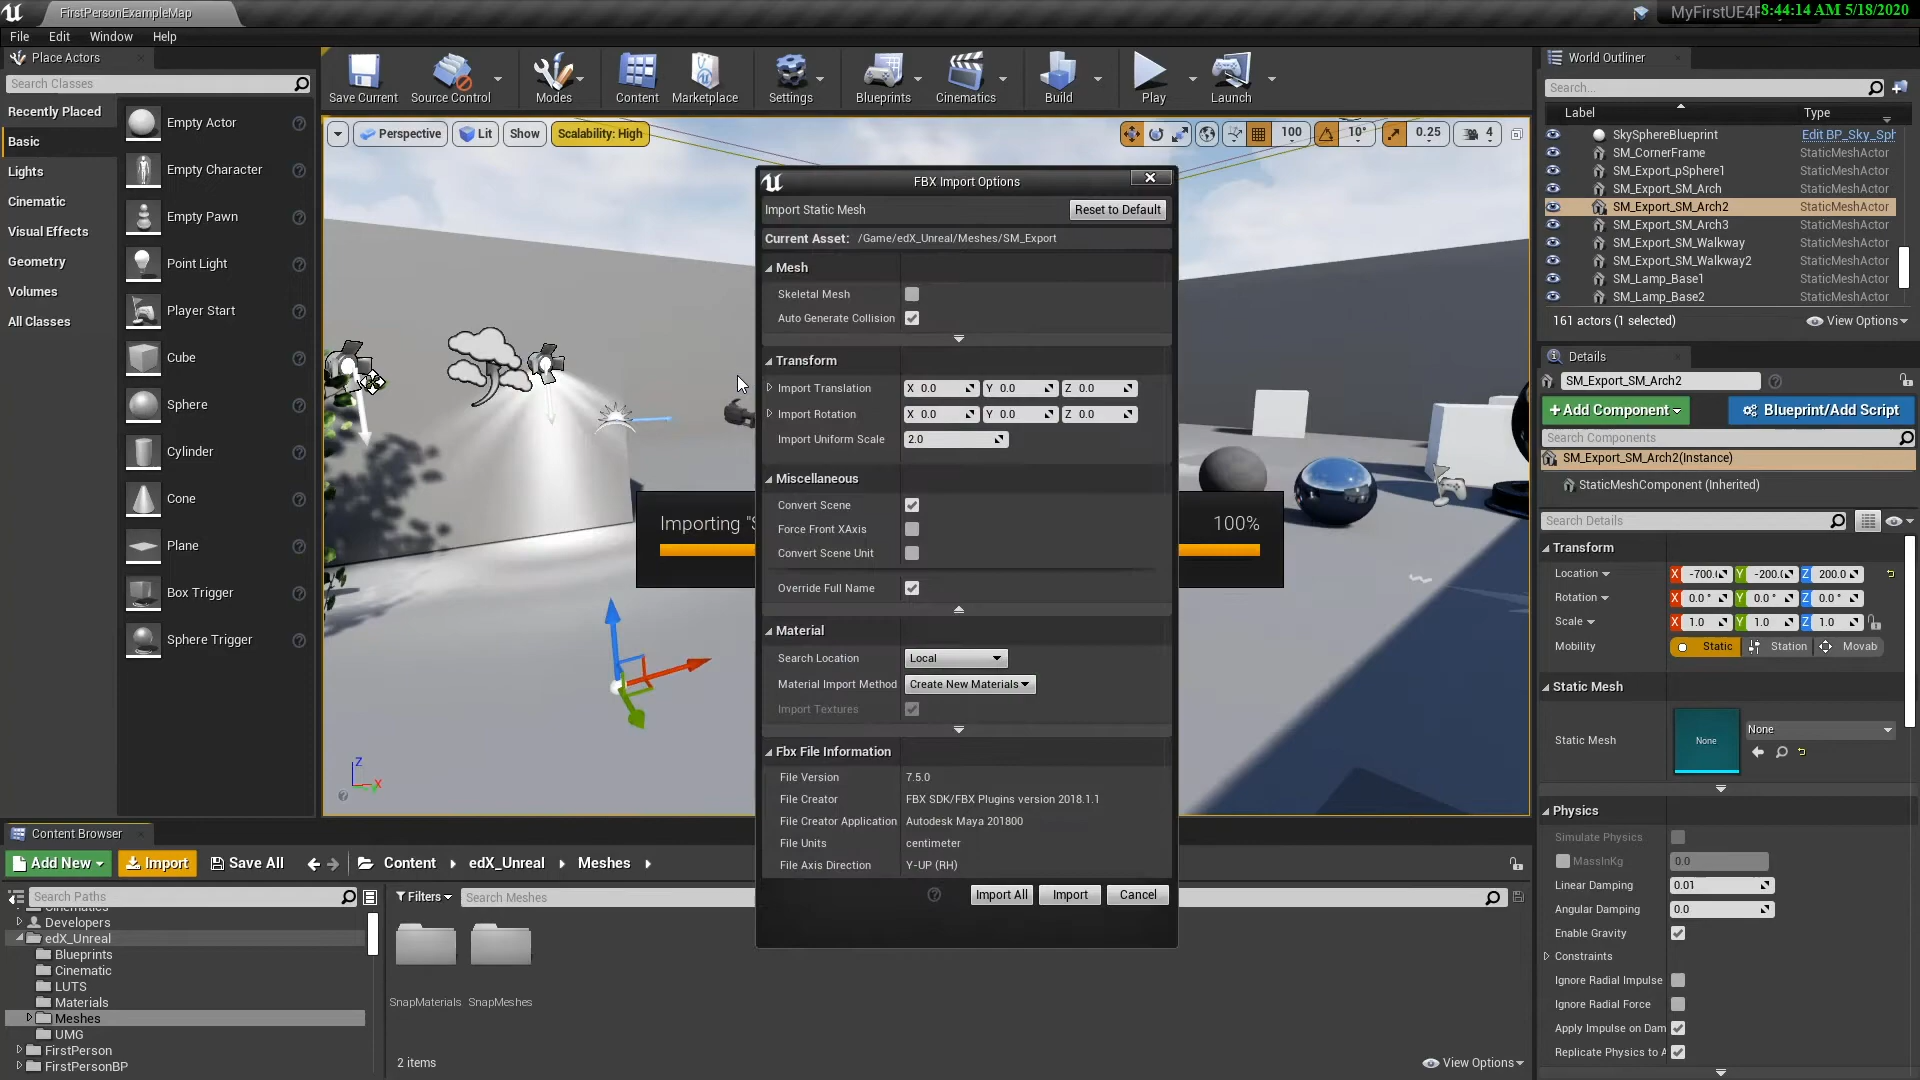 FirstPersonExampleMap
MyFirstUE4P
8:44:14 AM 5/18/2020
File Edit Window Help
Place Actors
Search Classes
Recently Placed
Basic
Lights
Cinematic
Visual Effects
Geometry
Volumes
All Classes
Empty Actor
Empty Character
Empty Pawn
Point Light
Player Start
Cube
Sphere
Cylinder
Cone
Plane
Box Trigger
Sphere Trigger
Save Current Source Control Modes Content Marketplace Settings Blueprints Cinematics Build Play Launch
Perspective Lit Show Scalability: High 100 10° 0.25 4
Importing "S 100%
FBX Import Options
Import Static Mesh Reset to Default
Current Asset: /Game/edX_Unreal/Meshes/SM_Export
Mesh
Skeletal Mesh
Auto Generate Collision
Transform
Import Translation X 0.0 Y 0.0 Z 0.0
Import Rotation X 0.0 Y 0.0 Z 0.0
Import Uniform Scale 2.0
Miscellaneous
Convert Scene
Force Front XAxis
Convert Scene Unit
Override Full Name
Material
Search Location Local
Material Import Method Create New Materials
Import Textures
Fbx File Information
File Version 7.5.0
File Creator FBX SDK/FBX Plugins version 2018.1.1
File Creator Application Autodesk Maya 201800
File Units centimeter
File Axis Direction Y-UP (RH)
Import All Import Cancel
Z
X
World Outliner
Search...
Label Type
SkySphereBlueprint Edit BP_Sky_Sph
SM_CornerFrame StaticMeshActor
SM_Export_pSphere1 StaticMeshActor
SM_Export_SM_Arch StaticMeshActor
SM_Export_SM_Arch2 StaticMeshActor
SM_Export_SM_Arch3 StaticMeshActor
SM_Export_SM_Walkway StaticMeshActor
SM_Export_SM_Walkway2 StaticMeshActor
SM_Lamp_Base1 StaticMeshActor
SM_Lamp_Base2 StaticMeshActor
161 actors (1 selected) View Options
Details
SM_Export_SM_Arch2
+Add Component Blueprint/Add Script
Search Components
SM_Export_SM_Arch2(Instance)
StaticMeshComponent (Inherited)
Search Details
Transform
Location X -700.( Y -200.( Z 200.0
Rotation X 0.0 ° Y 0.0 ° Z 0.0 °
Scale X 1.0 Y 1.0 Z 1.0
Mobility Static Station Movab
Static Mesh
Static Mesh None None
Physics
Simulate Physics
MassInKg 0.0
Linear Damping 0.01
Angular Damping 0.0
Enable Gravity
Constraints
Ignore Radial Impulse
Ignore Radial Force
Apply Impulse on Dam
Replicate Physics to A
Content Browser
Add New Import Save All Content edX_Unreal Meshes
Search Paths
Developers
edX_Unreal
Blueprints
Cinematic
LUTS
Materials
Meshes
UMG
FirstPerson
FirstPersonBP
Filters Search Meshes
SnapMaterials SnapMeshes
2 items View Options